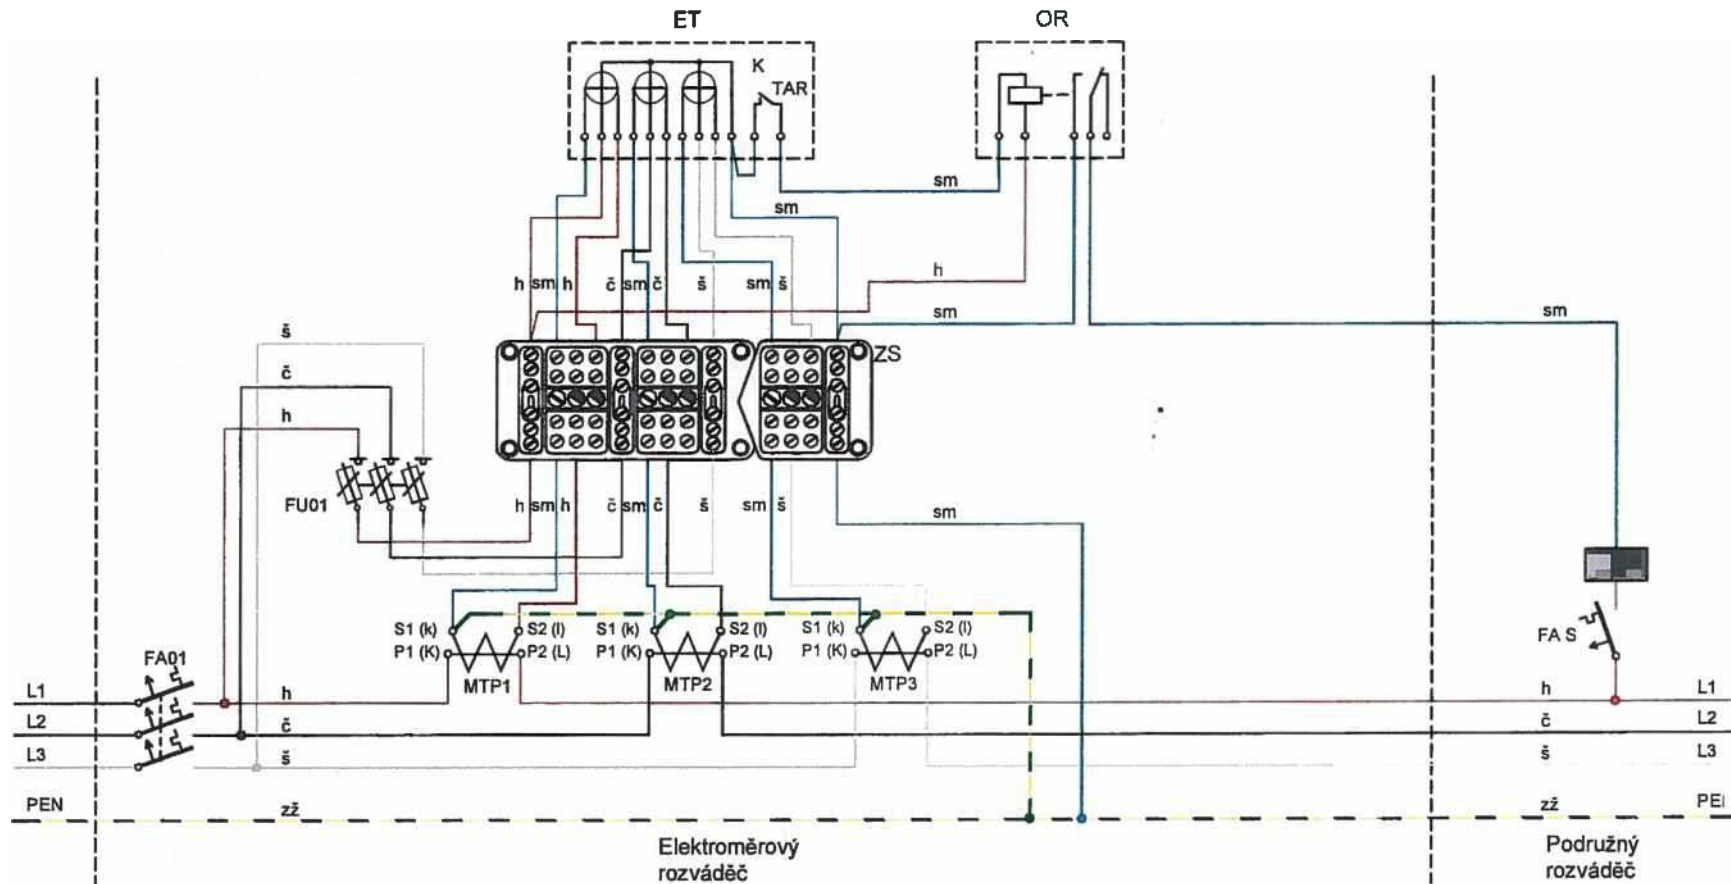 ET
OR
K
TAR
sm
sm
h
h
sm
h
č
sm
č
š
sm
š
sm
sm
š
ZS
č
h
FU01
h
sm
h
č
sm
č
š
sm
š
sm
S1 (k)
S2 (l)
S1 (k)
S2 (l)
S1 (k)
S2 (l)
FA S
P1 (K)
P2 (L)
P1 (K)
P2 (L)
P1 (K)
P2 (L)
FA01
MTP1
MTP2
MTP3
L1
h
h
L1
L2
č
č
L2
L3
š
š
L3
PEN
zž
zž
PEI
Elektroměrový
rozváděč
Podružný
rozváděč